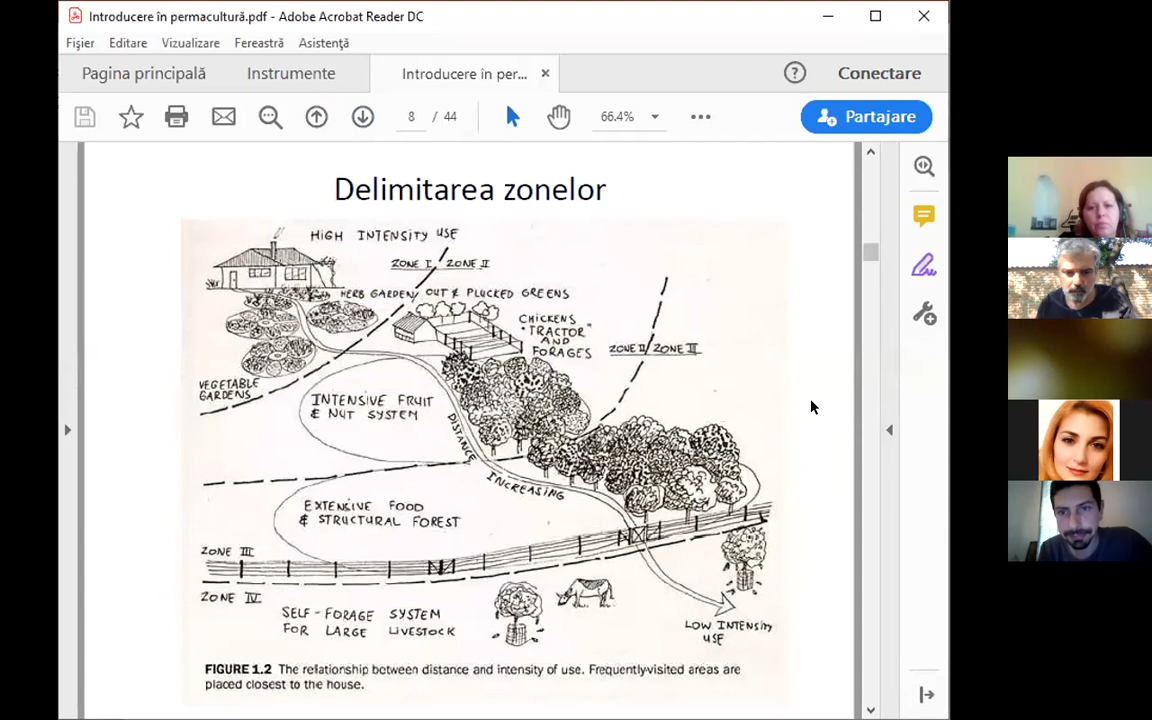 Introducere în permacultură.pdf - Adobe Acrobat Reader DC
Fișier Editare Vizualizare Fereastră Asistență
Pagina principală Instrumente Introducere în per... × ? Conectare
8 / 44 66.4% Partajare
Delimitarea zonelor
HIGH INTENSITY USE
ZONE I ZONE II
HERB GARDEN/ OUT & PLUCKED GREENS
CHICKENS
"TRACTOR"
AND
FORAGES
ZONE II/ZONE III
VEGETABLE
GARDENS
INTENSIVE FRUIT
& NUT SYSTEM
DISTANCE
INCREASING
EXTENSIVE FOOD
& STRUCTURAL FOREST
ZONE III
ZONE IV
SELF-FORAGE SYSTEM
FOR LARGE LIVESTOCK
LOW INTENSITY
USE
FIGURE 1.2 The relationship between distance and intensity of use. Frequently-visited areas are
placed closest to the house.